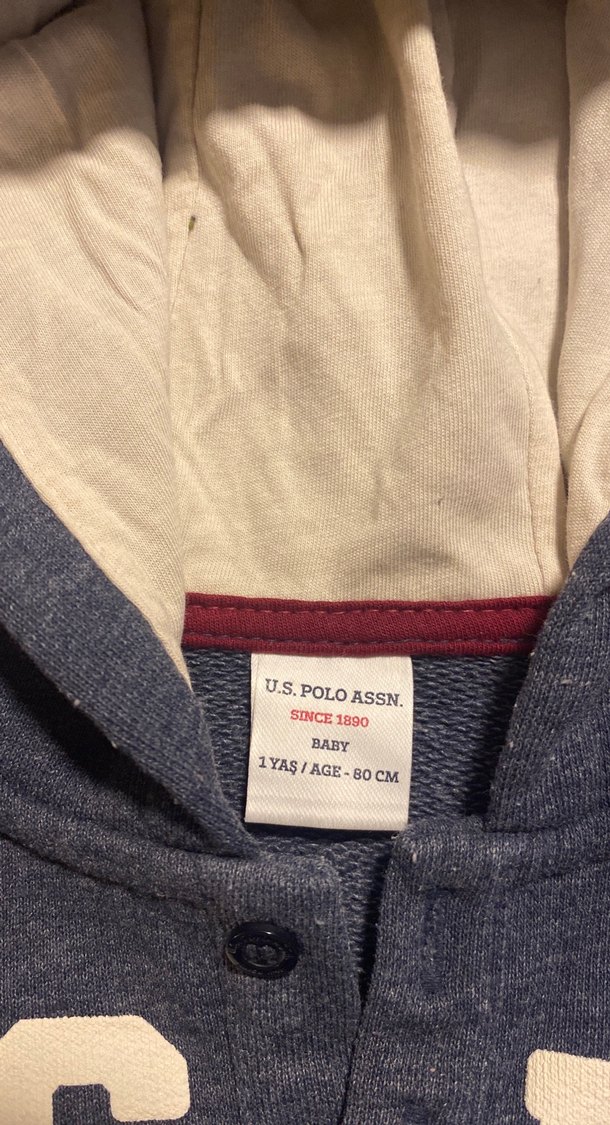 U.S. POLO ASSN.
SINCE 1890
BABY
1 YAŞ / AGE - 80 CM